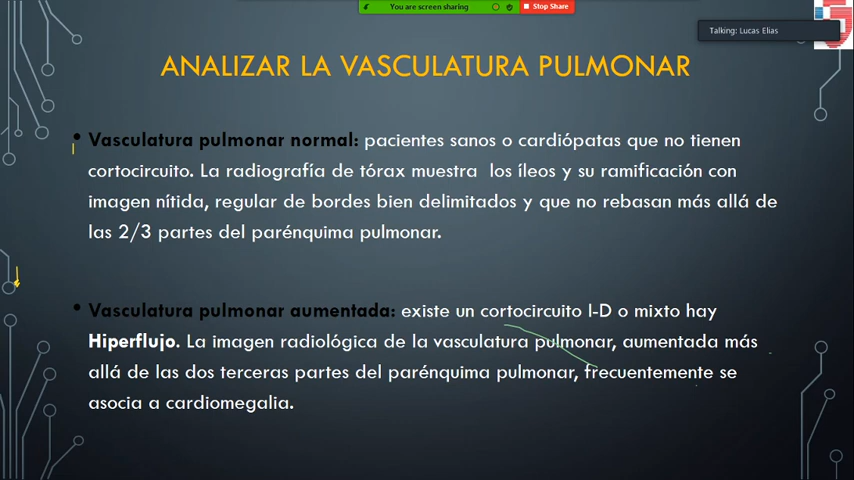 You are screen sharing
Stop Share
Talking: Lucas Elias
ANALIZAR LA VASCULATURA PULMONAR
• Vasculatura pulmonar normal: pacientes sanos o cardiópatas que no tienen
cortocircuito. La radiografía de tórax muestra los íleos y su ramificación con
imagen nítida, regular de bordes bien delimitados y que no rebasan más allá de
las 2/3 partes del parénquima pulmonar.
• Vasculatura pulmonar aumentada: existe un cortocircuito I-D o mixto hay
Hiperflujo. La imagen radiológica de la vasculatura pulmonar, aumentada más
allá de las dos terceras partes del parénquima pulmonar, frecuentemente se
asocia a cardiomegalia.